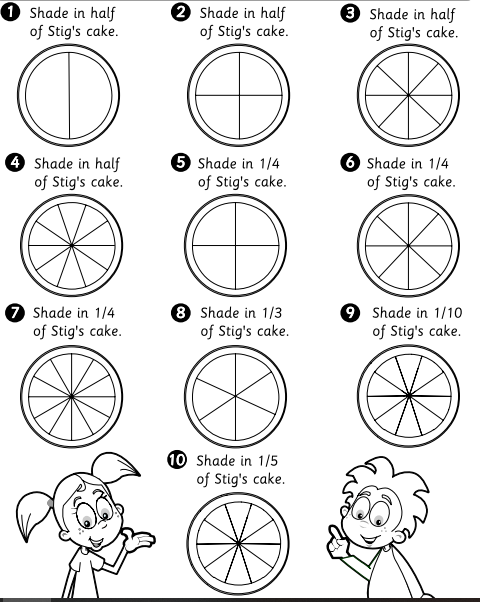 1 Shade in half
of Stig's cake.
2 Shade in half
of Stig's cake.
3 Shade in half
of Stig's cake.
4 Shade in half
of Stig's cake.
5 Shade in 1/4
of Stig's cake.
6 Shade in 1/4
of Stig's cake.
7 Shade in 1/4
of Stig's cake.
8 Shade in 1/3
of Stig's cake.
9 Shade in 1/10
of Stig's cake.
10 Shade in 1/5
of Stig's cake.